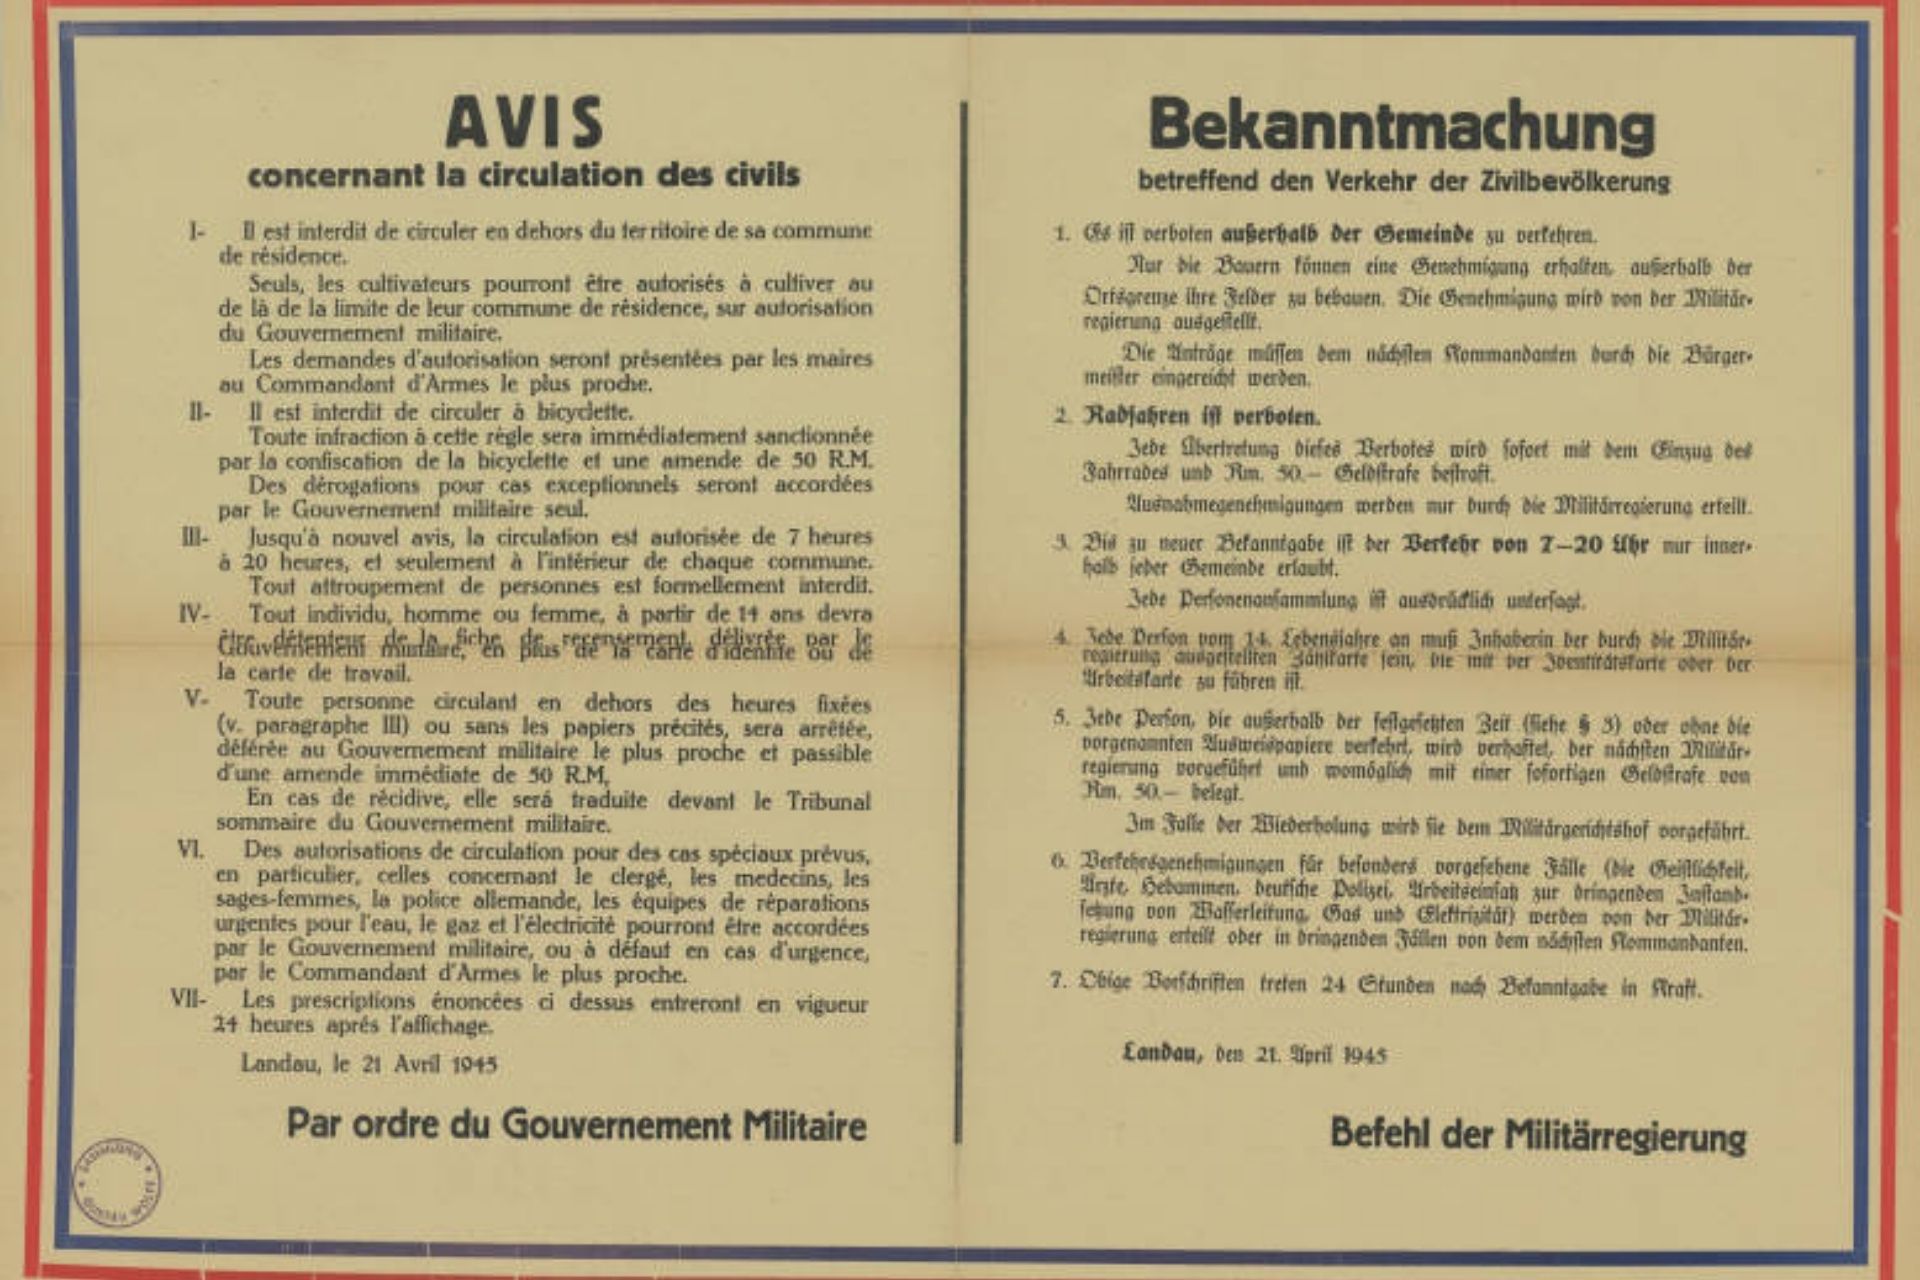 AVIS
concernant la circulation des civils
I- Il est interdit de circuler en dehors du territoire de sa commune
de résidence.
Seuls, les cultivateurs pourront être autorisés à cultiver au
de là de la limite de leur commune de résidence, sur autorisation
du Gouvernement militaire.
Les demandes d'autorisation seront présentées par les maires
au Commandant d'Armes le plus proche.
II- Il est interdit de circuler à bicyclette.
Toute infraction à cette règle sera immédiatement sanctionnée
par la confiscation de la bicyclette et une amende de 50 R.M.
Des dérogations pour cas exceptionnels seront accordées
par le Gouvernement militaire seul.
III- Jusqu'à nouvel avis, la circulation est autorisée de 7 heures
à 20 heures, et seulement à l'intérieur de chaque commune.
Tout attroupement de personnes est formellement interdit.
IV- Tout individu, homme ou femme, à partir de 14 ans devra
être détenteur de la fiche de recensement, délivrée par le
Gouvernement militaire, en plus de la carte d'identité ou de
la carte de travail.
V- Toute personne circulant en dehors des heures fixées
(v. paragraphe III) ou sans les papiers précités, sera arrêtée,
déférée au Gouvernement militaire le plus proche et passible
d'une amende immédiate de 50 R.M,
En cas de récidive, elle será traduite devant le Tribunal
sommaire du Gouvernement militaire.
VI. Des autorisations de circulation pour des cas spéciaux prévus,
en particulier, celles concernant le clergé, les medecins, les
sages-femmes, la police allemande, les équipes de réparations
urgentes pour l'eau, le gaz et l'électricité pourront être accordées
par le Gouvernement militaire, ou à défaut en cas d'urgence,
par le Commandant d'Armes le plus proche.
VII- Les prescriptions énoncées ci dessus entreront en vigueur
24 heures aprés l'affichage.
Landau, le 21 Avril 1945
Par ordre du Gouvernement Militaire
Bekanntmachung
betreffend den Verkehr der Zivilbevölkerung
1. Es ist verboten außerhalb der Gemeinde zu verkehren.
Nur die Bauern können eine Genehmigung erhalten, außerhalb der
Ortsgrenze ihre Felder zu bebauen. Die Genehmigung wird von der Militär-
regierung ausgestellt.
Die Anträge müssen dem nächsten Kommandanten durch die Bürger-
meister eingereicht werden.
2. Radfahren ist verboten.
Jede Übertretung dieses Verbotes wird sofort mit dem Einzug des
Fahrrades und Rm. 50.— Geldstrafe bestraft.
Ausnahmegenehmigungen werden nur durch die Militärregierung erteilt.
3. Bis zu neuer Bekanntgabe ist der Verkehr von 7—20 Uhr nur inner-
halb jeder Gemeinde erlaubt.
Jede Personenansammlung ist ausdrücklich untersagt.
4. Jede Person vom 14. Lebensjahre an muß Inhaberin der durch die Militär-
regierung ausgestellten Zählkarte sein, die mit der Identitätskarte oder der
Arbeitskarte zu führen ist.
5. Jede Person, die außerhalb der festgesetzten Zeit (siehe § 3) oder ohne die
vorgenannten Ausweispapiere verkehrt, wird verhaftet, der nächsten Militär-
regierung vorgeführt und womöglich mit einer sofortigen Geldstrafe von
Rm. 50.— belegt.
Im Falle der Wiederholung wird sie dem Militärgerichtshof vorgeführt.
6. Verkehrsgenehmigungen für besonders vorgesehene Fälle (die Geistlichkeit,
Ärzte, Hebammen, deutsche Polizei, Arbeitseinsatz zur dringenden Instand-
setzung von Wasserleitung, Gas und Elektrizität) werden von der Militär-
regierung erteilt oder in dringenden Fällen von dem nächsten Kommandanten.
7. Obige Vorschriften treten 24 Stunden nach Bekanntgabe in Kraft.
Landau, den 21. April 1945
Befehl der Militärregierung
SAMMLUNG